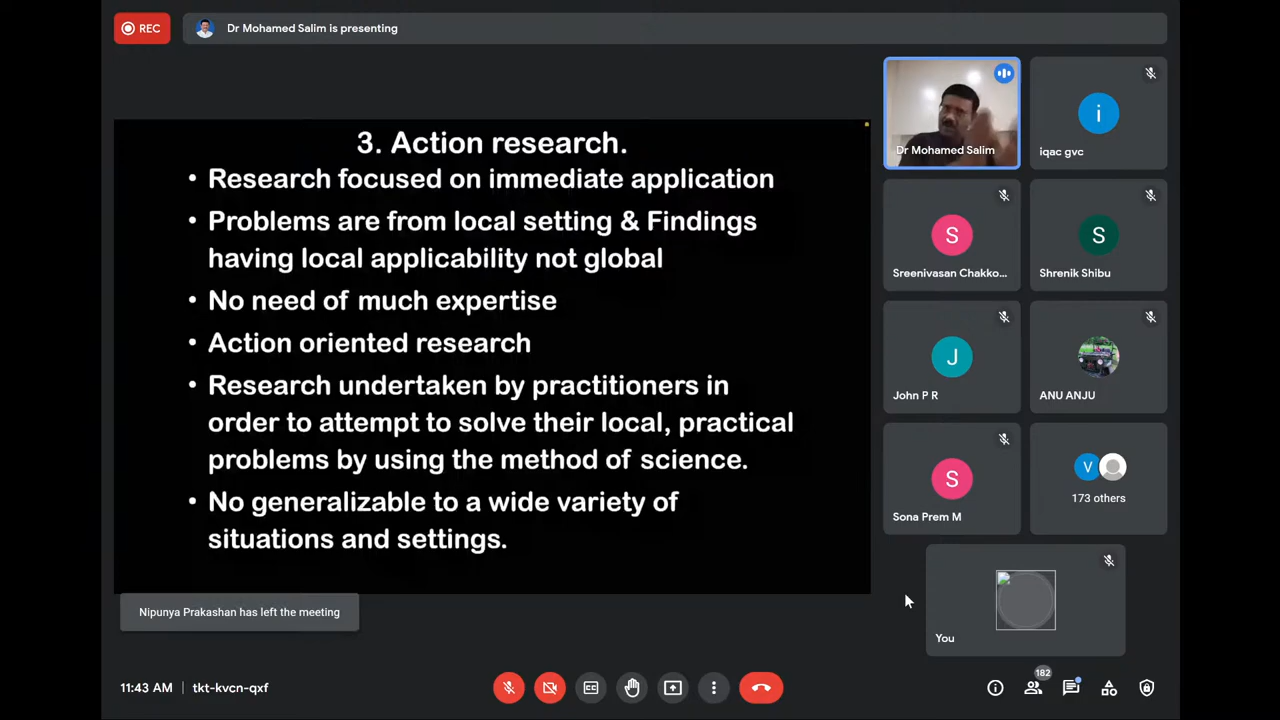 REC
Dr Mohamed Salim is presenting
3. Action research.
• Research focused on immediate application
• Problems are from local setting & Findings
having local applicability not global
• No need of much expertise
• Action oriented research
• Research undertaken by practitioners in
order to attempt to solve their local, practical
problems by using the method of science.
• No generalizable to a wide variety of
situations and settings.
Dr Mohamed Salim
i
iqac gvc
S
Sreenivasan Chakko...
S
Shrenik Shibu
J
John P R
ANU ANJU
S
Sona Prem M
V
173 others
You
Nipunya Prakashan has left the meeting
11:43 AM | tkt-kvcn-qxf
CC
182